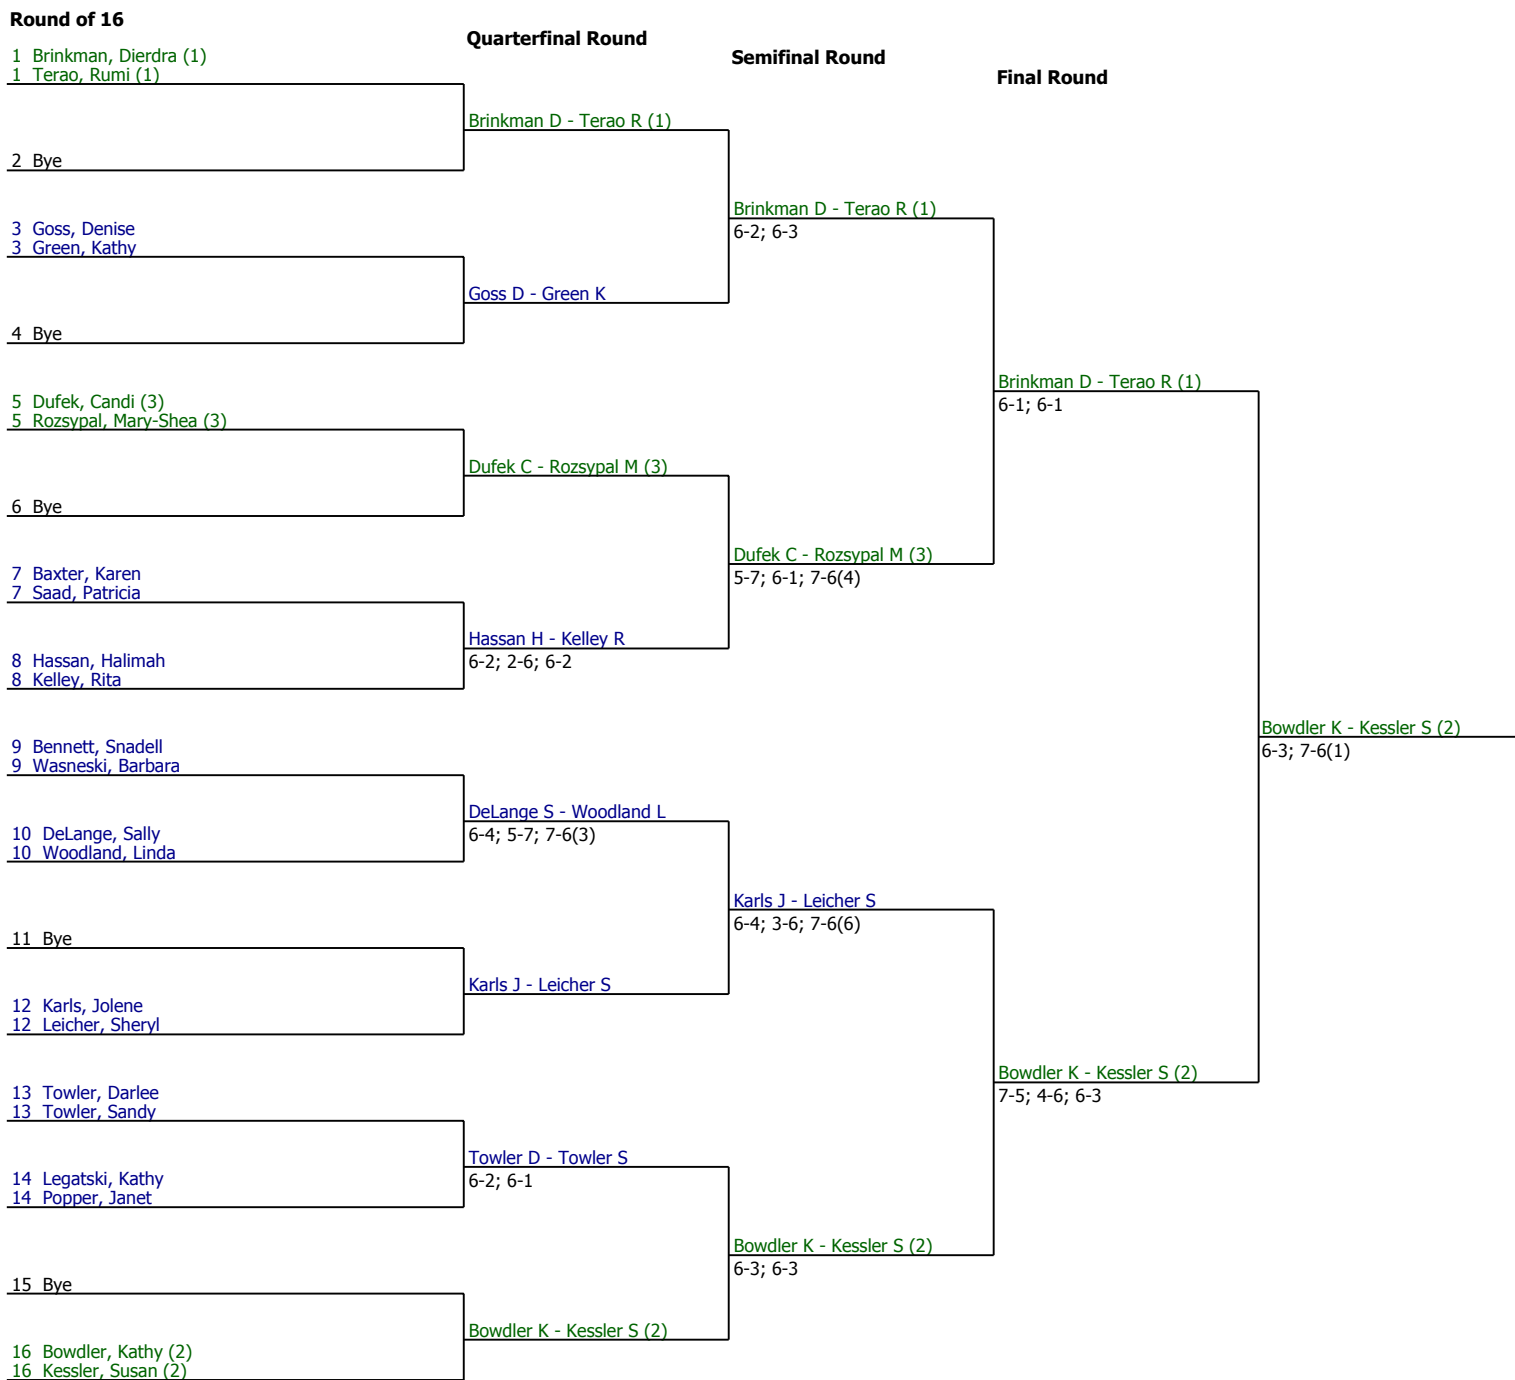 Round of 16
1 Brinkman, Dierdra (1)
1 Terao, Rumi (1)
2 Bye
3 Goss, Denise
3 Green, Kathy
4 Bye
5 Dufek, Candi (3)
5 Rozsypal, Mary-Shea (3)
6 Bye
7 Baxter, Karen
7 Saad, Patricia
8 Hassan, Halimah
8 Kelley, Rita
9 Bennett, Snadell
9 Wasneski, Barbara
10 DeLange, Sally
10 Woodland, Linda
11 Bye
12 Karls, Jolene
12 Leicher, Sheryl
13 Towler, Darlee
13 Towler, Sandy
14 Legatski, Kathy
14 Popper, Janet
15 Bye
16 Bowdler, Kathy (2)
16 Kessler, Susan (2)
Quarterfinal Round
Brinkman D - Terao R (1)
Goss D - Green K
Dufek C - Rozsypal M (3)
Hassan H - Kelley R
6-2; 2-6; 6-2
DeLange S - Woodland L
6-4; 5-7; 7-6(3)
Karls J - Leicher S
Towler D - Towler S
6-2; 6-1
Bowdler K - Kessler S (2)
Semifinal Round
Brinkman D - Terao R (1)
6-2; 6-3
Dufek C - Rozsypal M (3)
5-7; 6-1; 7-6(4)
Karls J - Leicher S
6-4; 3-6; 7-6(6)
Bowdler K - Kessler S (2)
6-3; 6-3
Final Round
Brinkman D - Terao R (1)
6-1; 6-1
Bowdler K - Kessler S (2)
7-5; 4-6; 6-3
Bowdler K - Kessler S (2)
6-3; 7-6(1)